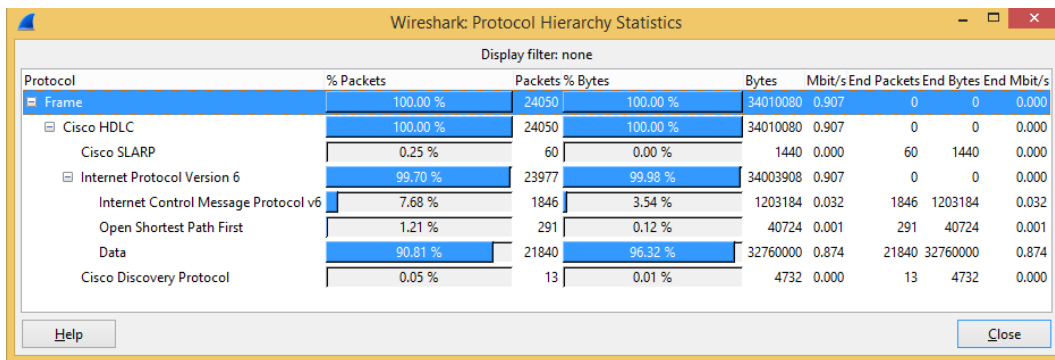 Wireshark: Protocol Hierarchy Statistics
Display filter: none
Protocol % Packets Packets % Bytes Bytes Mbit/s End Packets End Bytes End Mbit/s
Frame 100.00 % 24050 100.00 % 34010080 0.907 0 0 0.000
Cisco HDLC 100.00 % 24050 100.00 % 34010080 0.907 0 0 0.000
Cisco SLARP 0.25 % 60 0.00 % 1440 0.000 60 1440 0.000
Internet Protocol Version 6 99.70 % 23977 99.98 % 34003908 0.907 0 0 0.000
Internet Control Message Protocol v6 7.68 % 1846 3.54 % 1203184 0.032 1846 1203184 0.032
Open Shortest Path First 1.21 % 291 0.12 % 40724 0.001 291 40724 0.001
Data 90.81 % 21840 96.32 % 32760000 0.874 21840 32760000 0.874
Cisco Discovery Protocol 0.05 % 13 0.01 % 4732 0.000 13 4732 0.000
Help Close